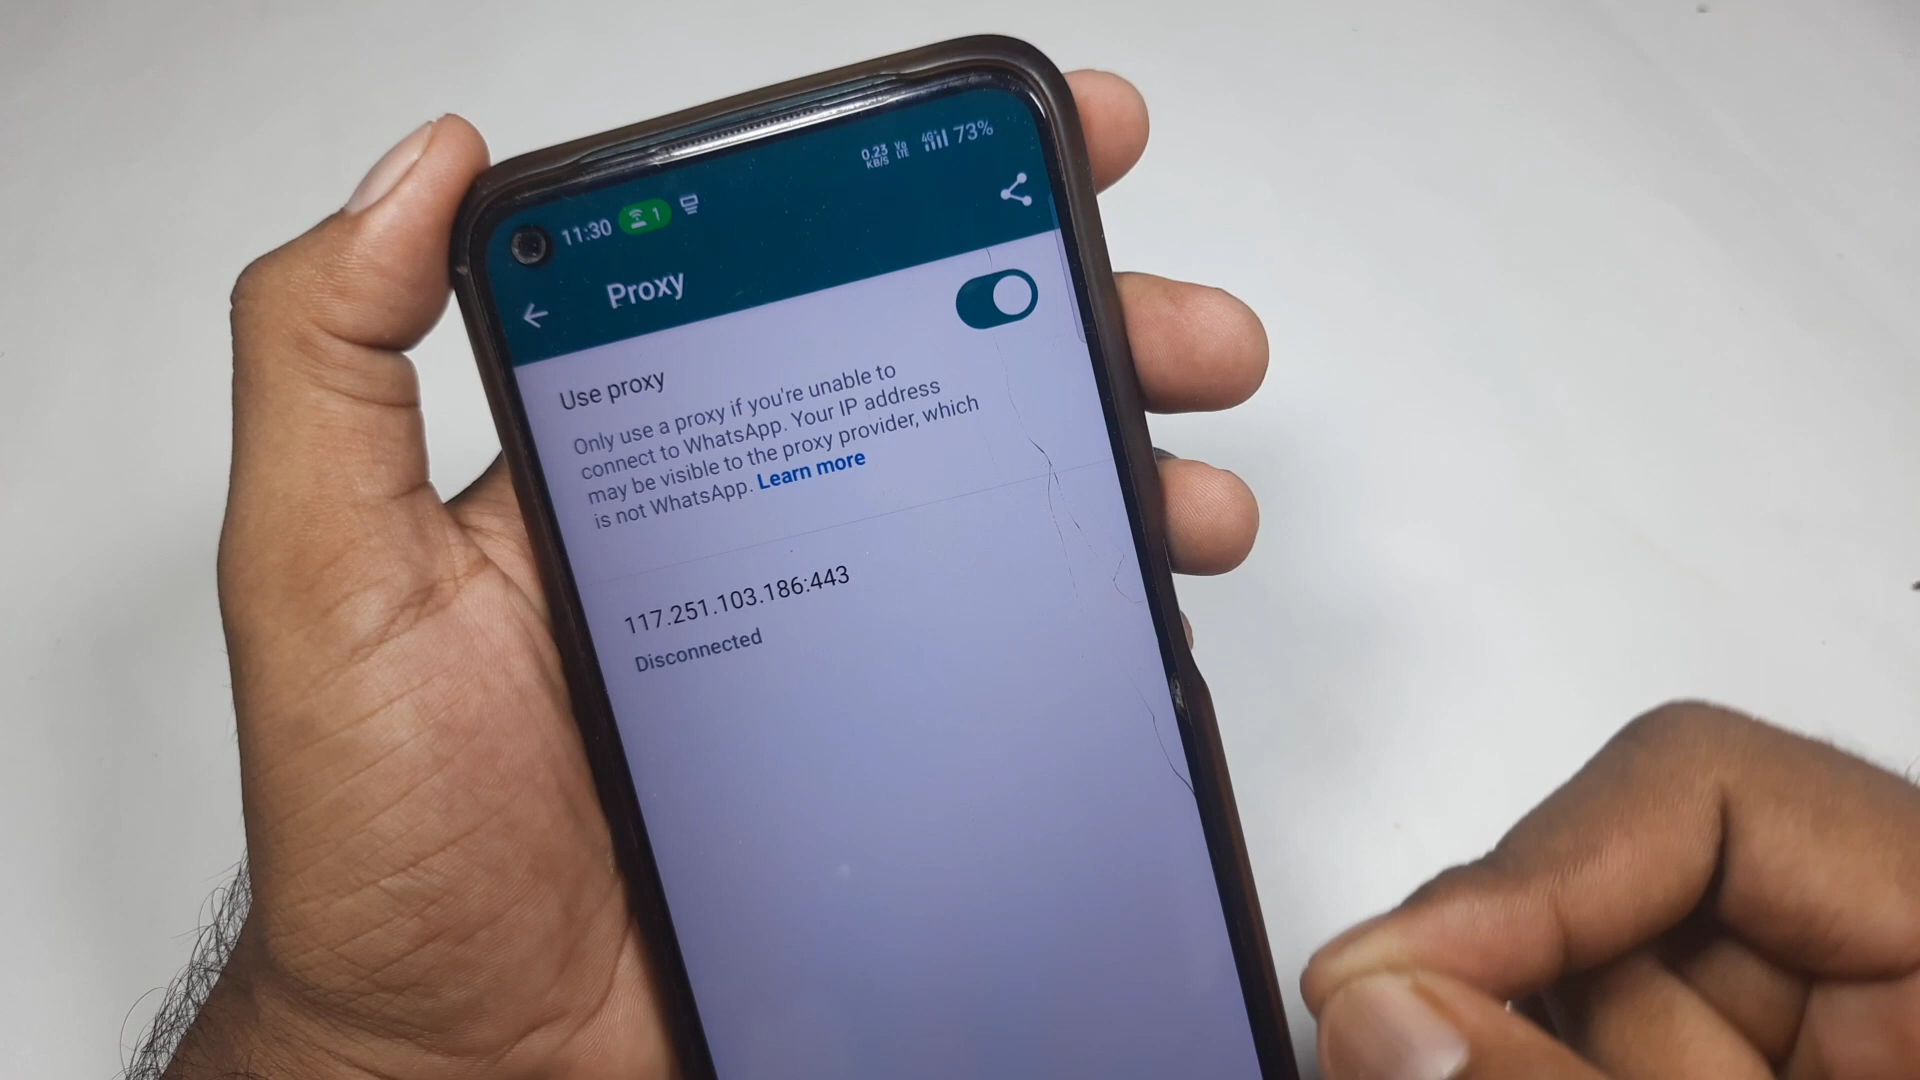 11:30 1 0.23 KB/S Vo LTE 4G+ 73%
Proxy
Use proxy
Only use a proxy if you're unable to
connect to WhatsApp. Your IP address
may be visible to the proxy provider, which
is not WhatsApp. Learn more
117.251.103.186:443
Disconnected